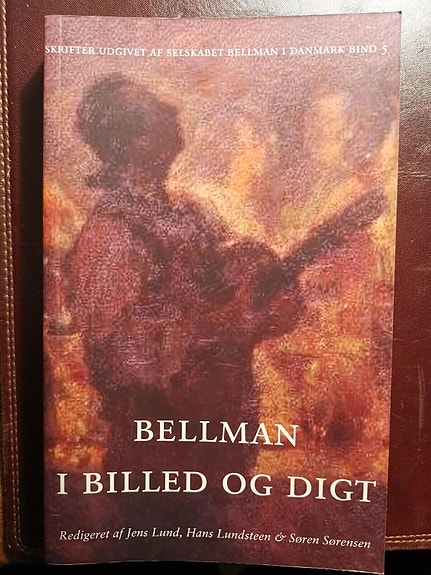 SKRIFTER UDGIVET AF SELSKABET BELLMAN I DANMARK BIND 5
BELLMAN
I BILLED OG DIGT
Redigeret af Jens Lund, Hans Lundsteen & Søren Sørensen